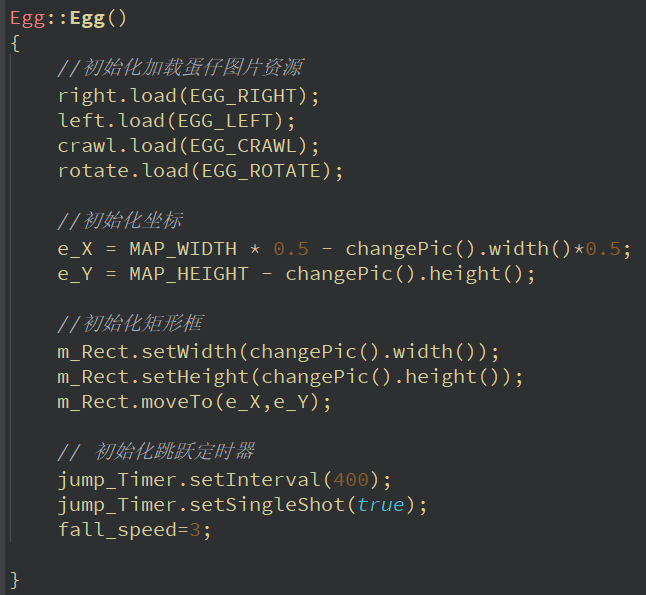 Egg::Egg()
{
//初始化加载蛋仔图片资源
right.load(EGG_RIGHT);
left.load(EGG_LEFT);
crawl.load(EGG_CRAWL);
rotate.load(EGG_ROTATE);
//初始化坐标
e_X = MAP_WIDTH * 0.5 - changePic().width()*0.5;
e_Y = MAP_HEIGHT - changePic().height();
//初始化矩形框
m_Rect.setWidth(changePic().width());
m_Rect.setHeight(changePic().height());
m_Rect.moveTo(e_X,e_Y);
// 初始化跳跃定时器
jump_Timer.setInterval(400);
jump_Timer.setSingleShot(true);
fall_speed=3;
}